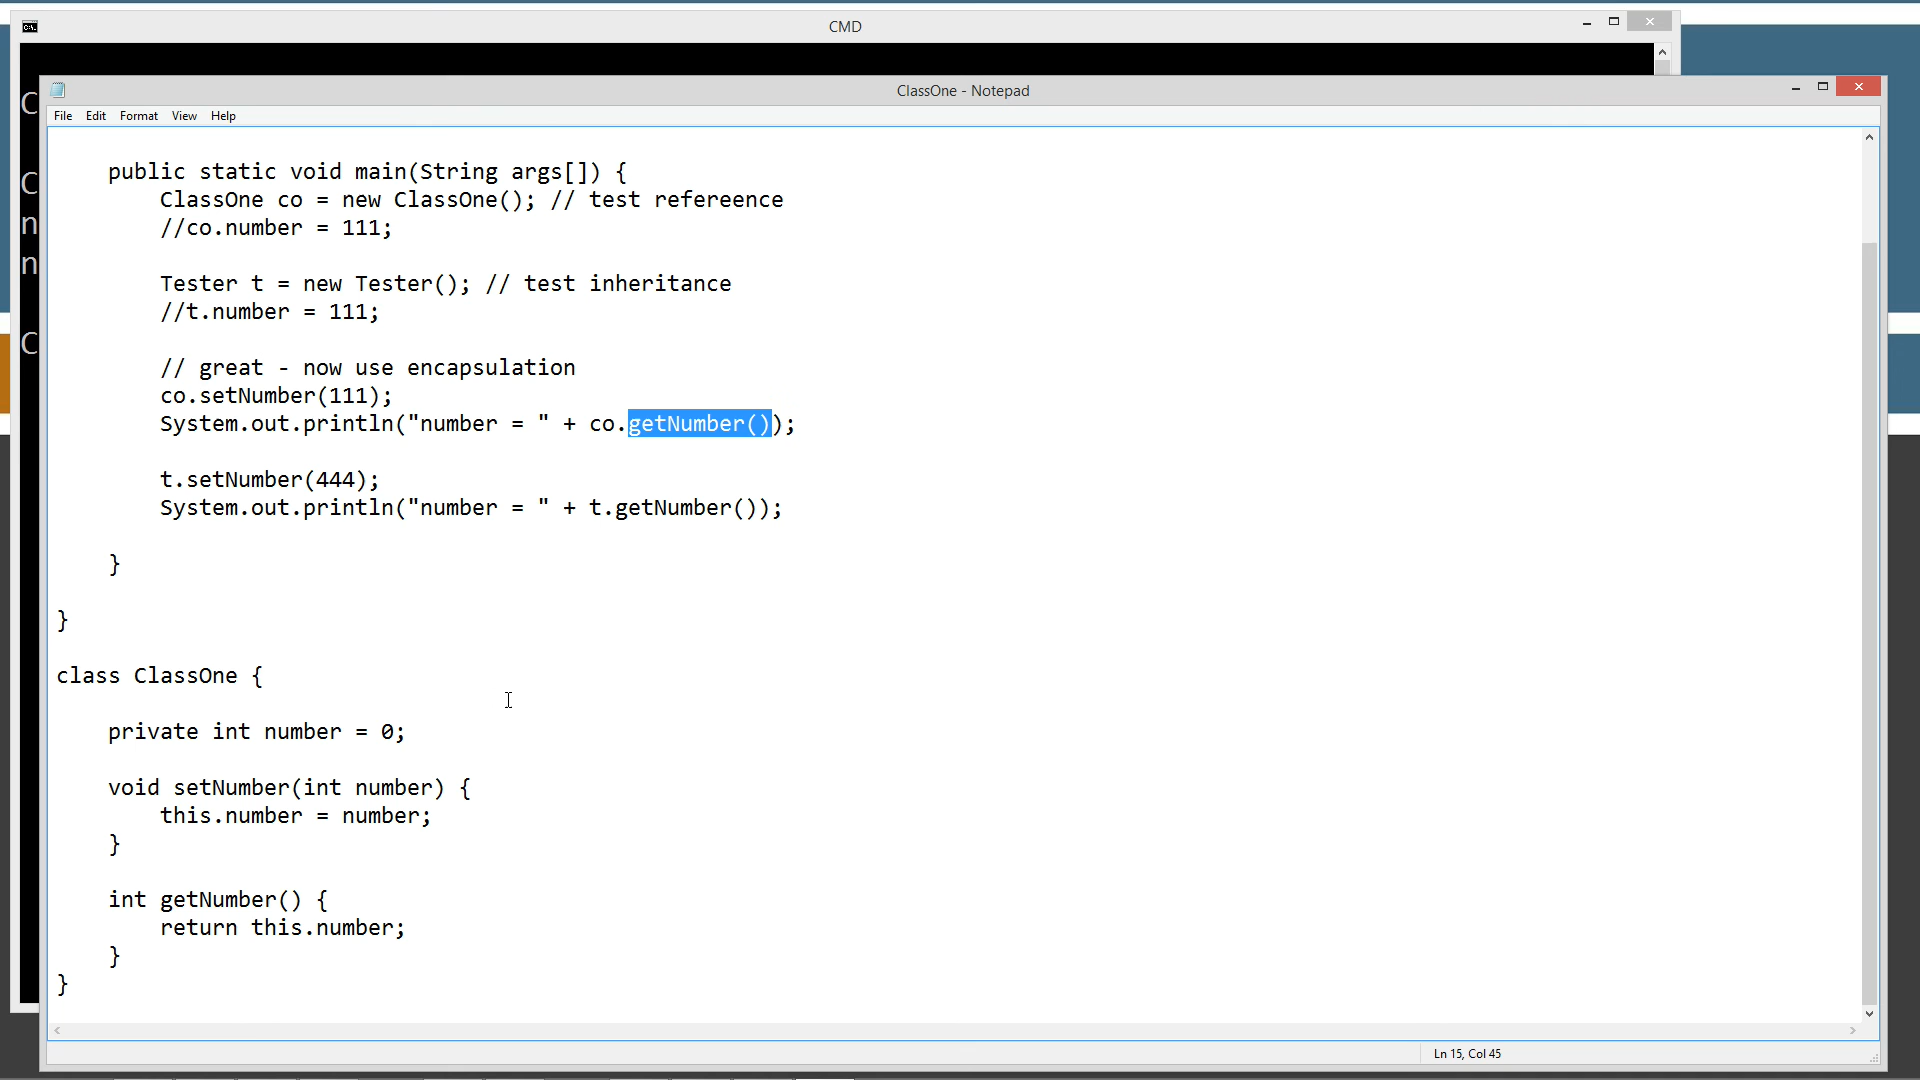 CMD
C
ClassOne - Notepad
File Edit Format View Help
public static void main(String args[]) {
ClassOne co = new ClassOne(); // test refereence
//co.number = 111;
Tester t = new Tester(); // test inheritance
//t.number = 111;
// great - now use encapsulation
co.setNumber(111);
System.out.println("number = " + co.getNumber());
t.setNumber(444);
System.out.println("number = " + t.getNumber());
}
}
class ClassOne {
private int number = 0;
void setNumber(int number) {
this.number = number;
}
int getNumber() {
return this.number;
}
}
C
n
n
C
Ln 15, Col 45